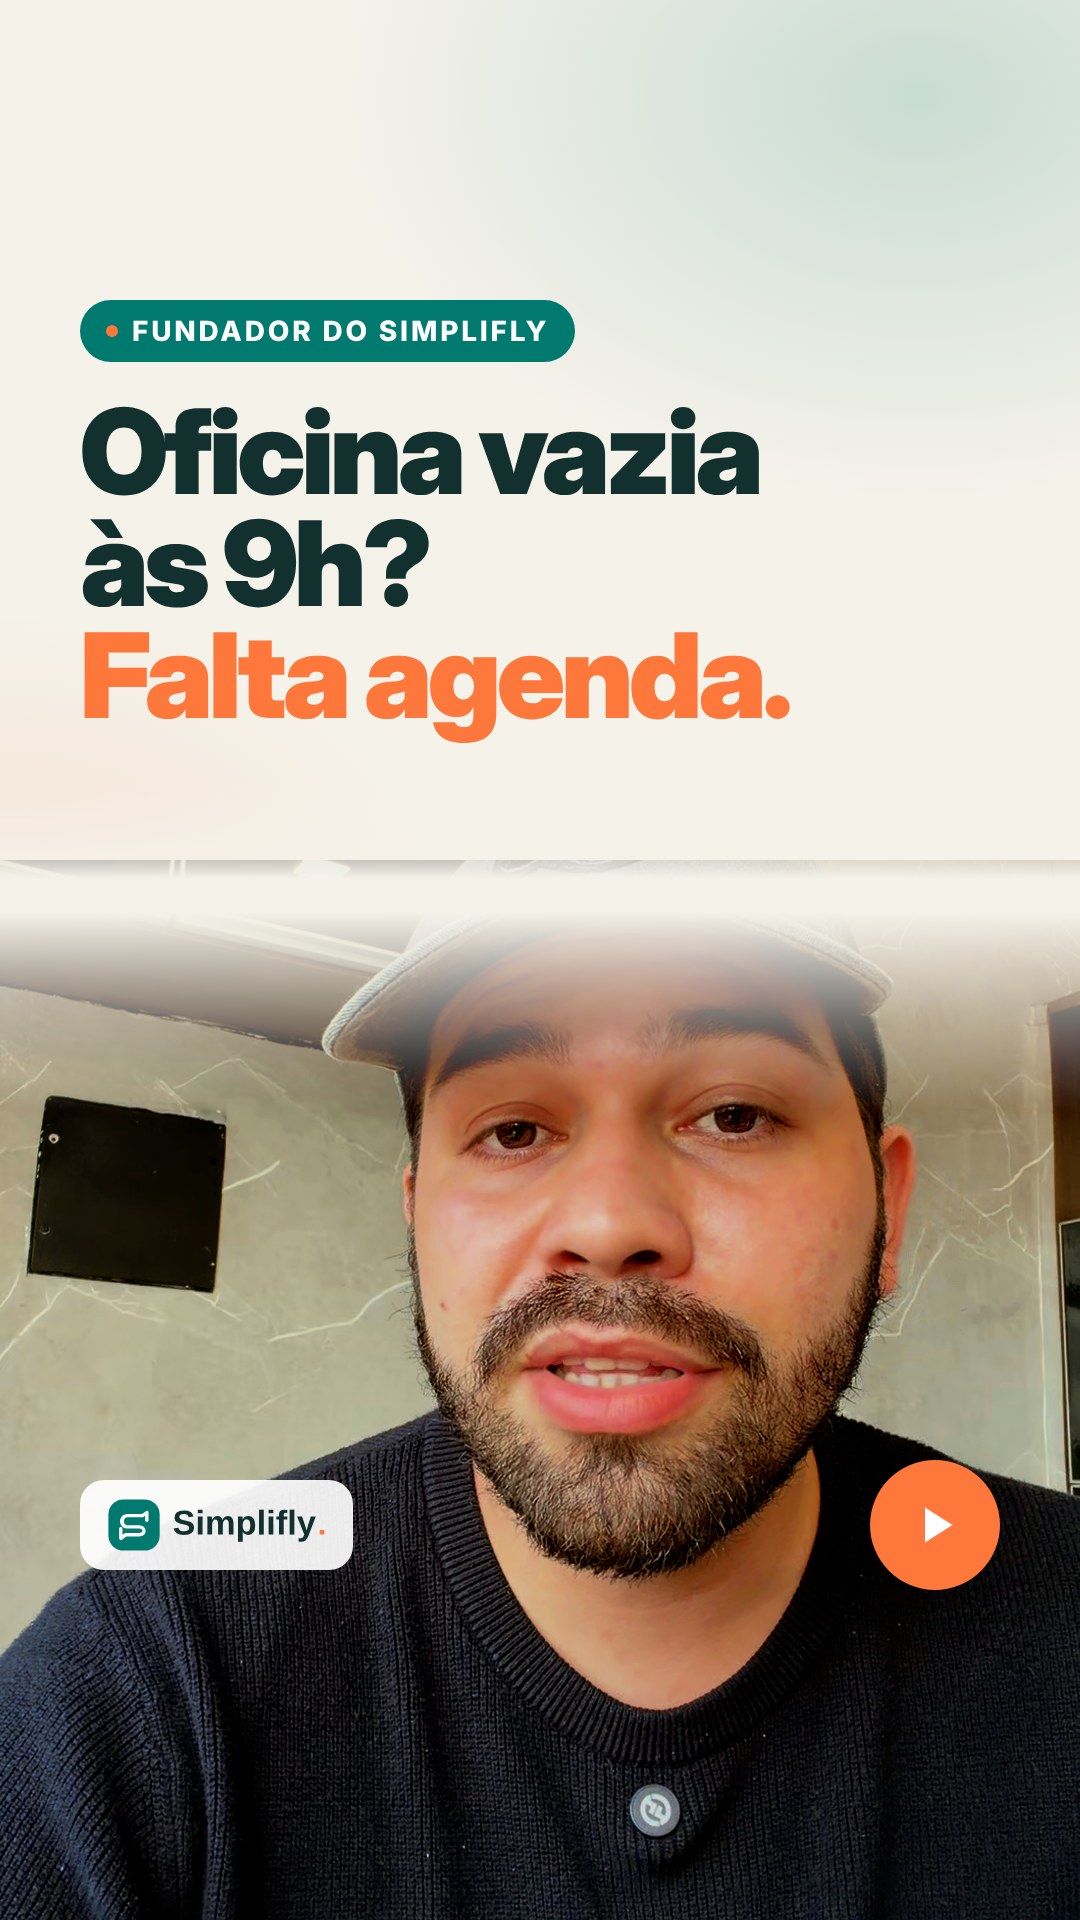 FUNDADOR DO SIMPLIFLY
Oficina vazia
às 9h?
Falta agenda.
Simplifly.